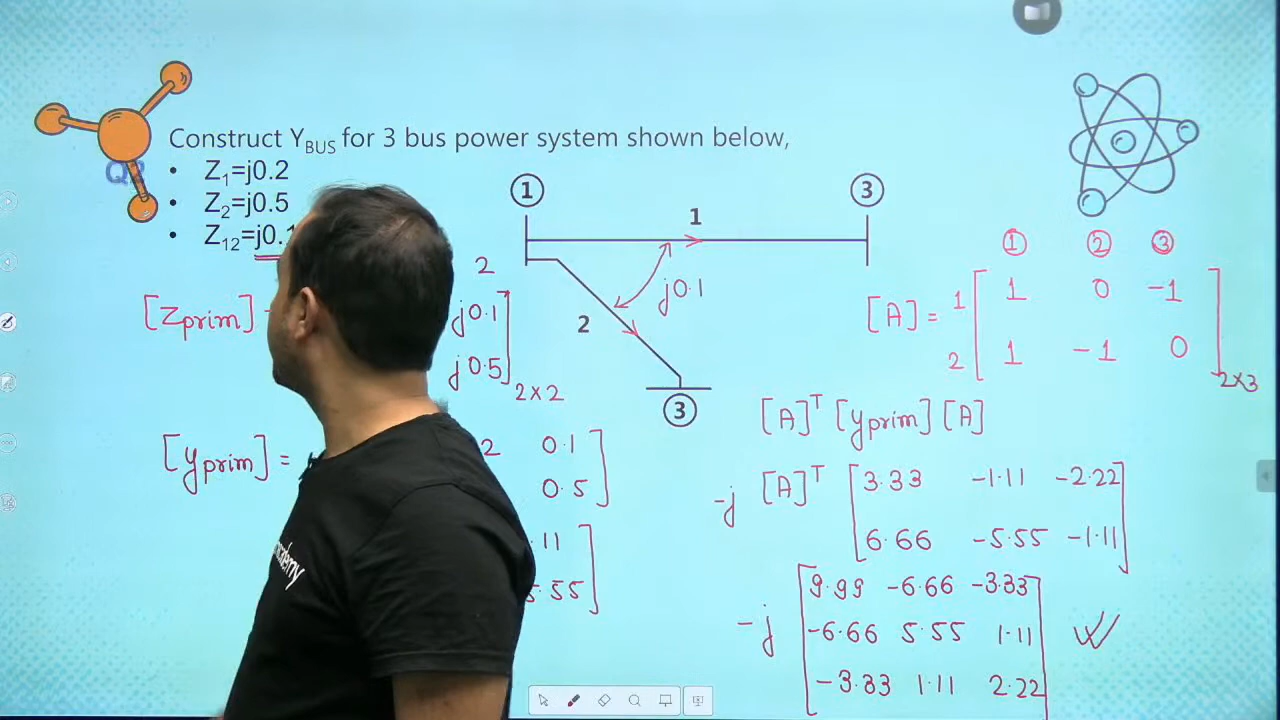 Construct Y_BUS for 3 bus power system shown below,
Q2
• Z₁=j0.2
• Z₂=j0.5
• Z₁₂=j0.1
1
3
1
2
j0.1
2
3
[Zprim]
2
j0.1
j0.5
2×2
[A] =
① ② ③
1 1 0 -1
2 1 -1 0
2×3
[Yprim] =
2 0.1
0.5
.11
5.55
[A]ᵀ [Yprim] [A]
-j [A]ᵀ
3.33 -1.11 -2.22
6.66 -5.55 -1.11
-j
9.99 -6.66 -3.33
-6.66 5.55 1.11
-3.33 1.11 2.22